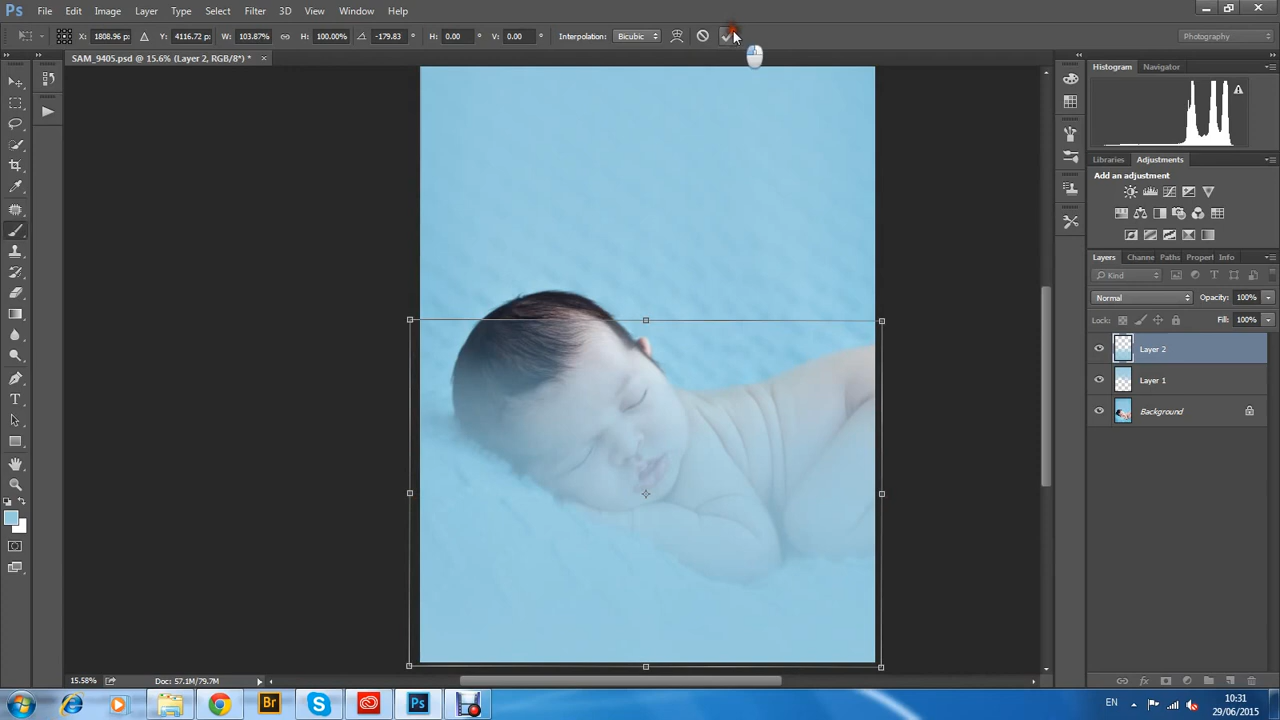 Ps File Edit Image Layer Type Select Filter 3D View Window Help
X: 1808.96 px Y: 4116.72 px W: 103.87% H: 100.00% -179.83 ° H: 0.00 ° V: 0.00 ° Interpolation: Bicubic Photography
SAM_9405.psd @ 15.6% (Layer 2, RGB/8*) * ×
Histogram Navigator
Libraries Adjustments
Add an adjustment
Layers Channe Paths Propert Info
Kind
Normal Opacity: 100%
Lock: Fill: 100%
Layer 2
Layer 1
Background
fx
15.58% Doc: 57.1M/79.7M
Br Ps EN 10:31
29/06/2015